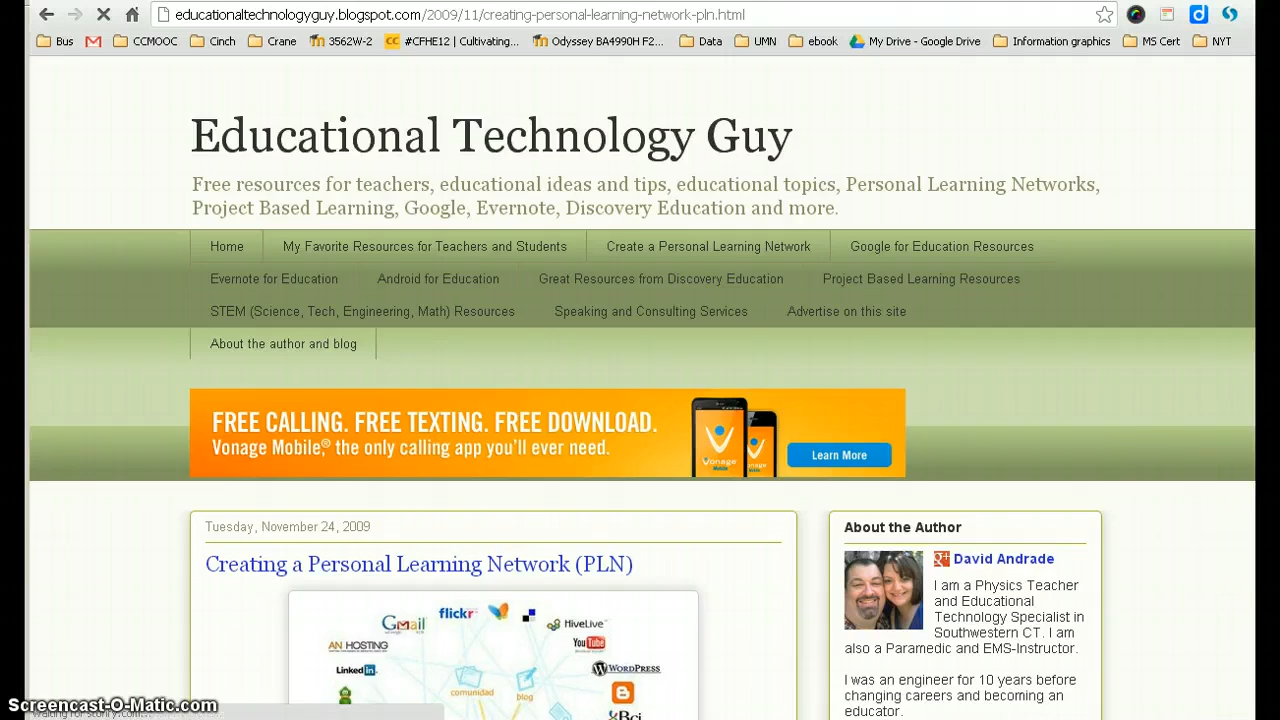 educationaltechnologyguy.blogspot.com/2009/11/creating-personal-learning-network-pln.html
Bus CCMOOC Cinch Crane 3562W-2 #CFHE12 | Cultivating... Odyssey BA4990H F2... Data UMN ebook My Drive - Google Drive Information graphics MS Cert NYT
Educational Technology Guy
Free resources for teachers, educational ideas and tips, educational topics, Personal Learning Networks,
Project Based Learning, Google, Evernote, Discovery Education and more.
Home My Favorite Resources for Teachers and Students Create a Personal Learning Network Google for Education Resources
Evernote for Education Android for Education Great Resources from Discovery Education Project Based Learning Resources
STEM (Science, Tech, Engineering, Math) Resources Speaking and Consulting Services Advertise on this site
About the author and blog
FREE CALLING. FREE TEXTING. FREE DOWNLOAD.
Vonage Mobile,® the only calling app you'll ever need.
Vonage
Mobile
Learn More
Tuesday, November 24, 2009
Creating a Personal Learning Network (PLN)
Gmail
flickr
HiveLive
AN HOSTING
YouTube
LinkedIn
WORDPRESS
comunidad
blog
About the Author
David Andrade
I am a Physics Teacher
and Educational
Technology Specialist in
Southwestern CT. I am
also a Paramedic and EMS-Instructor.
I was an engineer for 10 years before
changing careers and becoming an
educator.
Screencast-O-Matic.com